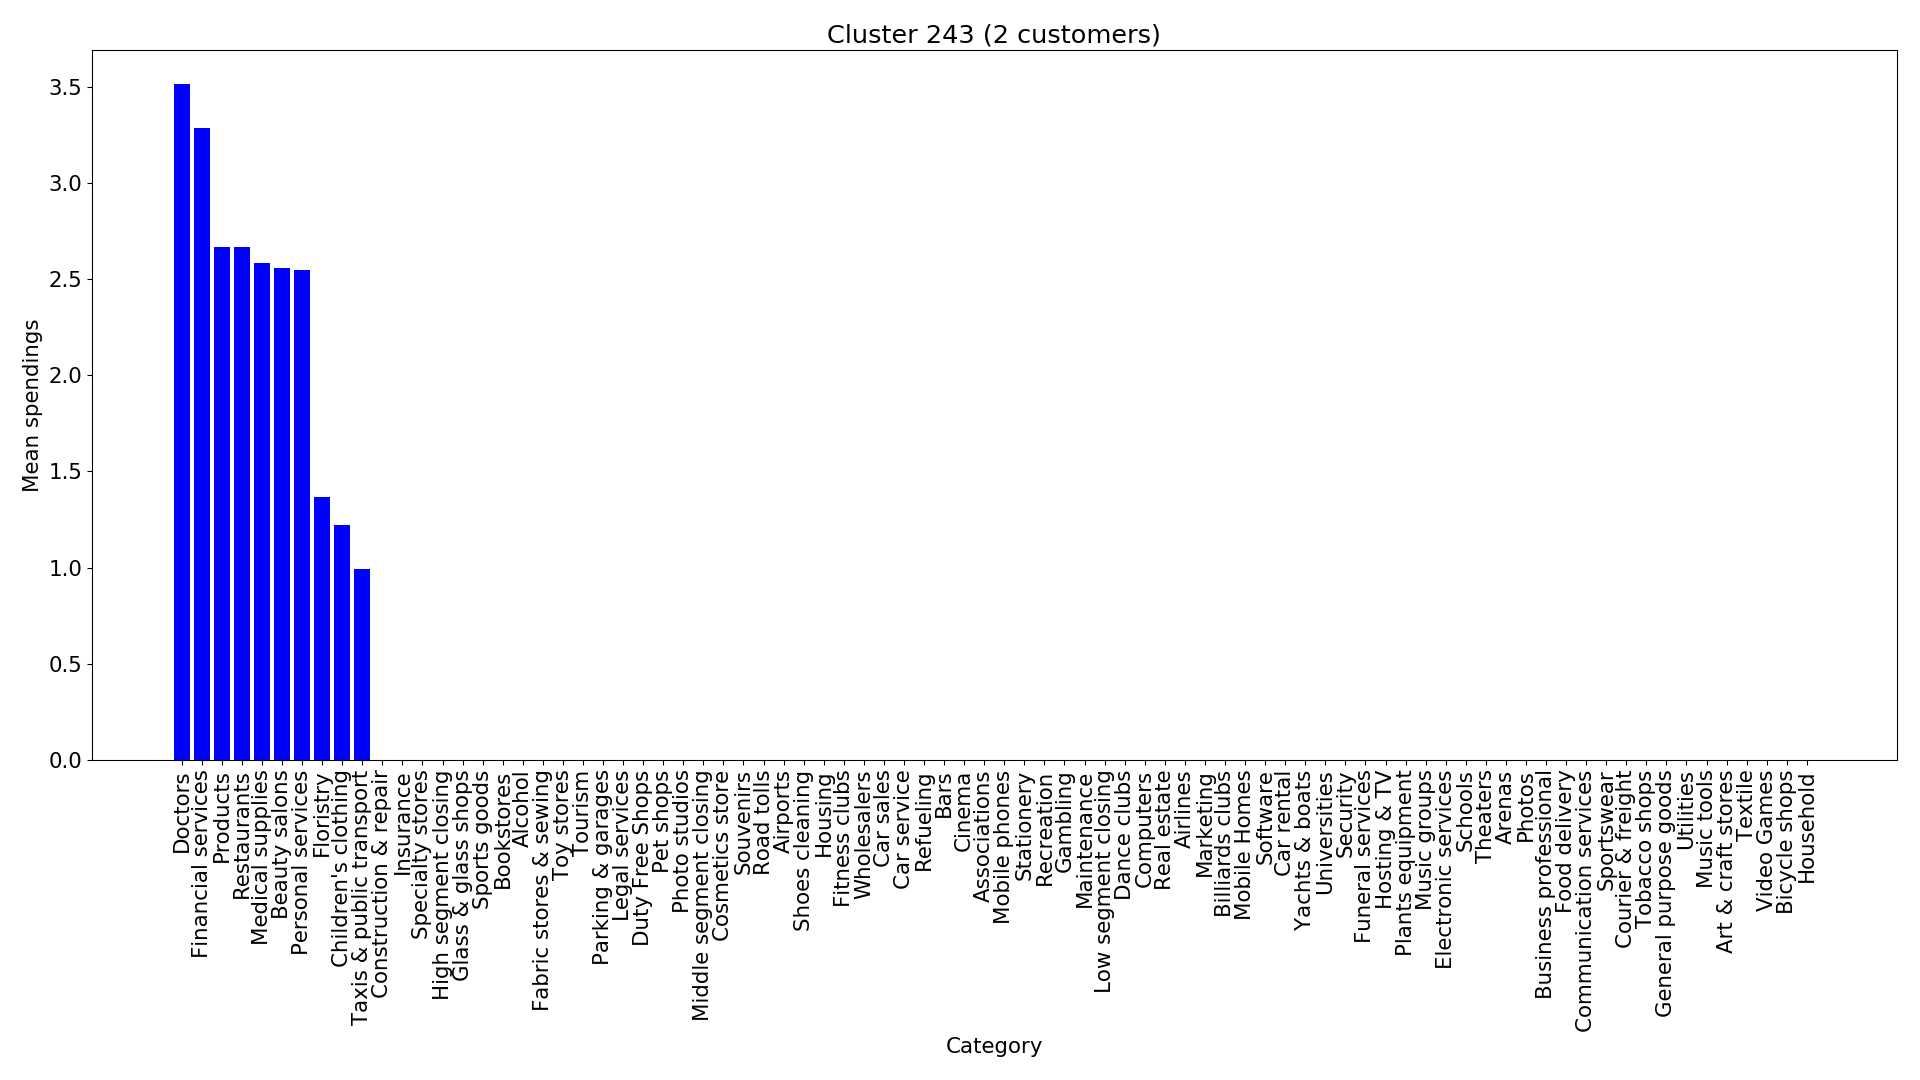 Cluster 243 (2 customers)
Mean spendings
3.5
3.0
2.5
2.0
1.5
1.0
0.5
0.0
Doctors
Financial services
Products
Restaurants
Medical supplies
Beauty salons
Personal services
Floristry
Children's clothing
Taxis & public transport
Construction & repair
Insurance
Specialty stores
High segment closing
Glass & glass shops
Sports goods
Bookstores
Alcohol
Fabric stores & sewing
Toy stores
Tourism
Parking & garages
Legal services
Duty Free Shops
Pet shops
Photo studios
Middle segment closing
Cosmetics store
Souvenirs
Road tolls
Airports
Shoes cleaning
Housing
Fitness clubs
Wholesalers
Car sales
Car service
Refueling
Bars
Cinema
Associations
Mobile phones
Stationery
Recreation
Gambling
Maintenance
Low segment closing
Dance clubs
Computers
Real estate
Airlines
Marketing
Billiards clubs
Mobile Homes
Software
Car rental
Yachts & boats
Universities
Security
Funeral services
Hosting & TV
Plants equipment
Music groups
Electronic services
Schools
Theaters
Arenas
Photos
Business professional
Food delivery
Communication services
Sportswear
Courier & freight
Tobacco shops
General purpose goods
Utilities
Music tools
Art & craft stores
Textile
Video Games
Bicycle shops
Household
Category